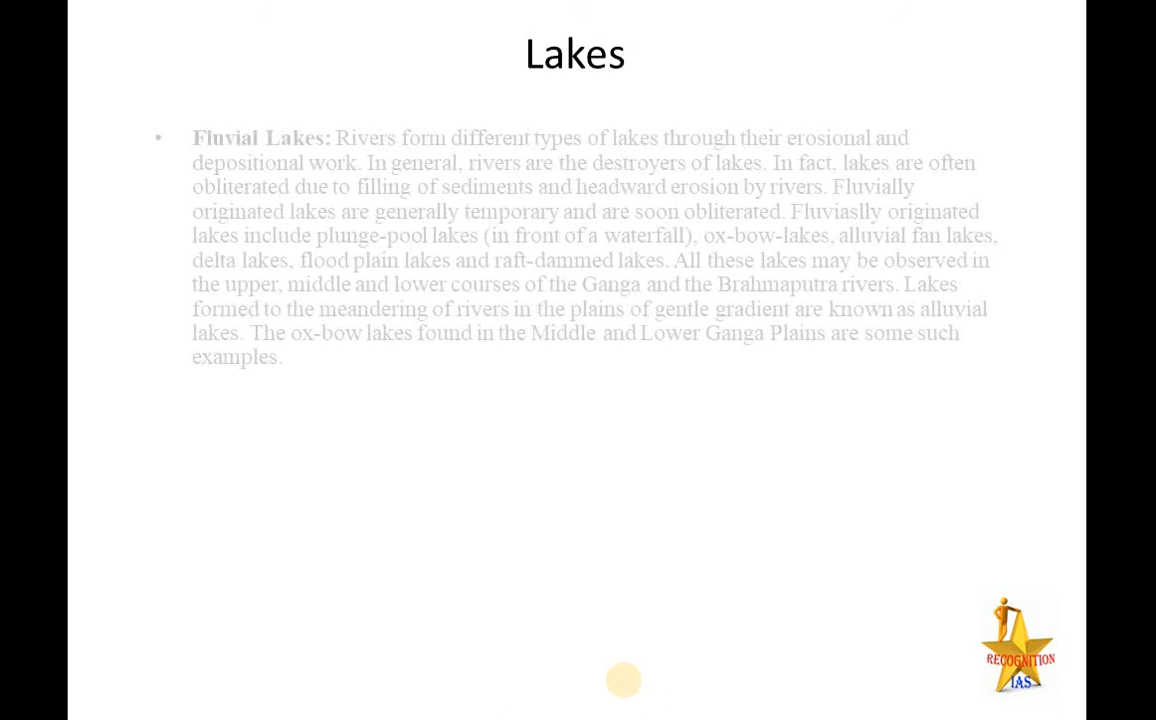 Lakes
• Fluvial Lakes: Rivers form different types of lakes through their erosional and
depositional work. In general, rivers are the destroyers of lakes. In fact, lakes are often
obliterated due to filling of sediments and headward erosion by rivers. Fluvially
originated lakes are generally temporary and are soon obliterated. Fluviaslly originated
lakes include plunge-pool lakes (in front of a waterfall), ox-bow-lakes, alluvial fan lakes,
delta lakes, flood plain lakes and raft-dammed lakes. All these lakes may be observed in
the upper, middle and lower courses of the Ganga and the Brahmaputra rivers. Lakes
formed to the meandering of rivers in the plains of gentle gradient are known as alluvial
lakes. The ox-bow lakes found in the Middle and Lower Ganga Plains are some such
examples.
RECOGNITION
IAS